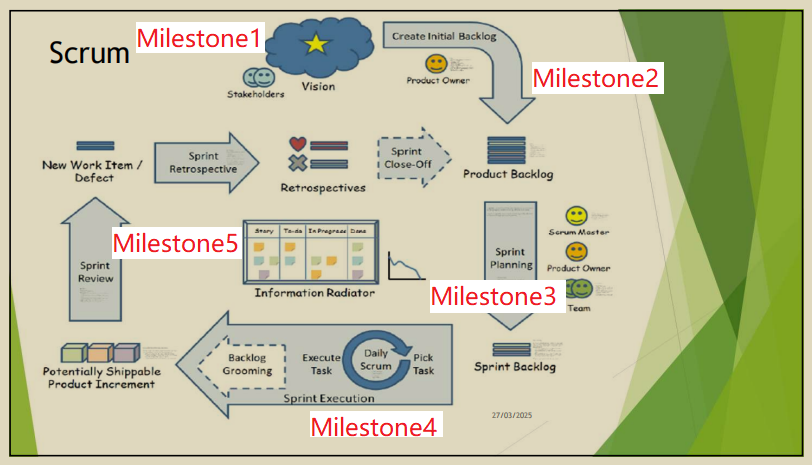 Scrum
Milestone1
Vision
Stakeholders
Create Initial Backlog
Product Owner
Milestone2
New Work Item /
Defect
Sprint
Retrospective
Retrospectives
Sprint
Close-Off
Product Backlog
Milestone5
Sprint
Review
Story To-do In Progress Done
Information Radiator
Sprint
Planning
Scrum Master
Product Owner
Team
Milestone3
Potentially Shippable
Product Increment
Backlog
Grooming
Execute
Task
Daily
Scrum
Pick
Task
Sprint Execution
Sprint Backlog
Milestone4
27/03/2025